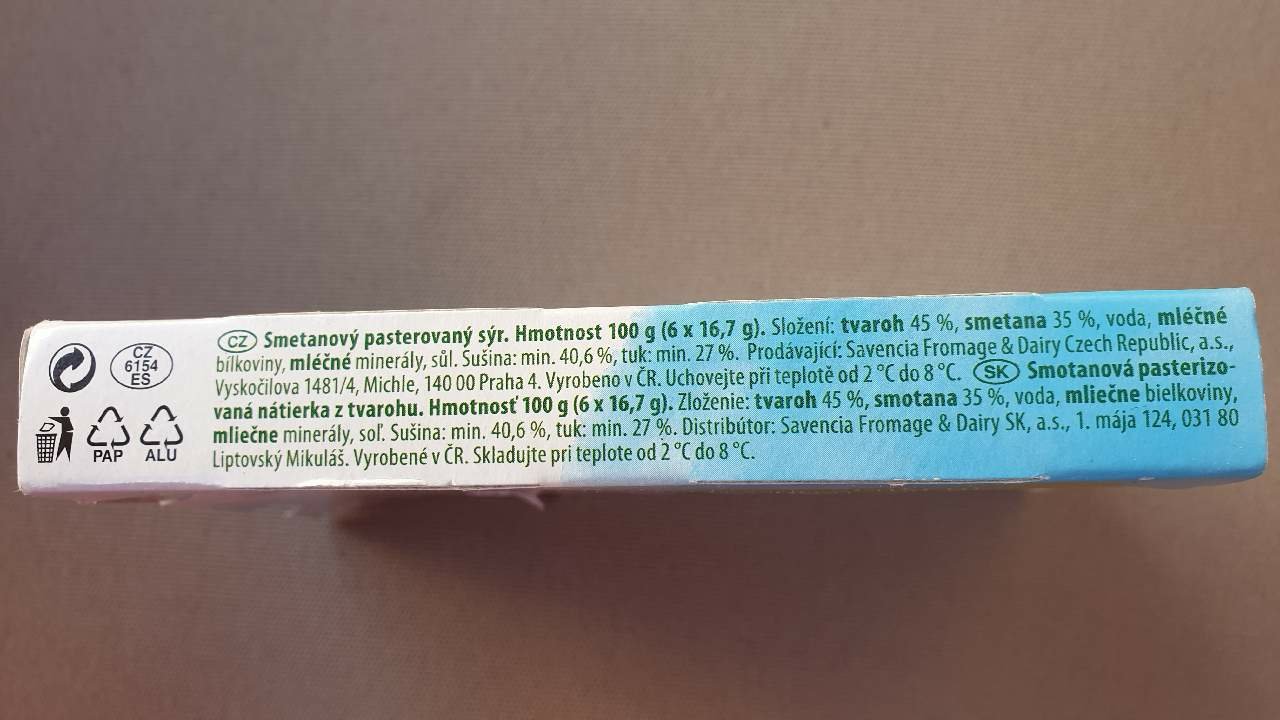 CZ
6154
ES
PAP
ALU
CZ Smetanový pasterovaný sýr. Hmotnost 100 g (6 x 16,7 g). Složení: tvaroh 45 %, smetana 35 %, voda, mléčné
bílkoviny, mléčné minerály, sůl. Sušina: min. 40,6 %, tuk: min. 27 %. Prodávající: Savencia Fromage & Dairy Czech Republic, a.s.,
Vyskočilova 1481/4, Michle, 140 00 Praha 4. Vyrobeno v ČR. Uchovejte při teplotě od 2 °C do 8 °C. SK Smotanová pasterizo-
vaná nátierka z tvarohu. Hmotnosť 100 g (6 x 16,7 g). Zloženie: tvaroh 45 %, smotana 35 %, voda, mliečne bielkoviny,
mliečne minerály, soľ. Sušina: min. 40,6 %, tuk: min. 27 %. Distribútor: Savencia Fromage & Dairy SK, a.s., 1. mája 124, 031 80
Liptovský Mikuláš. Vyrobené v ČR. Skladujte pri teplote od 2 °C do 8 °C.